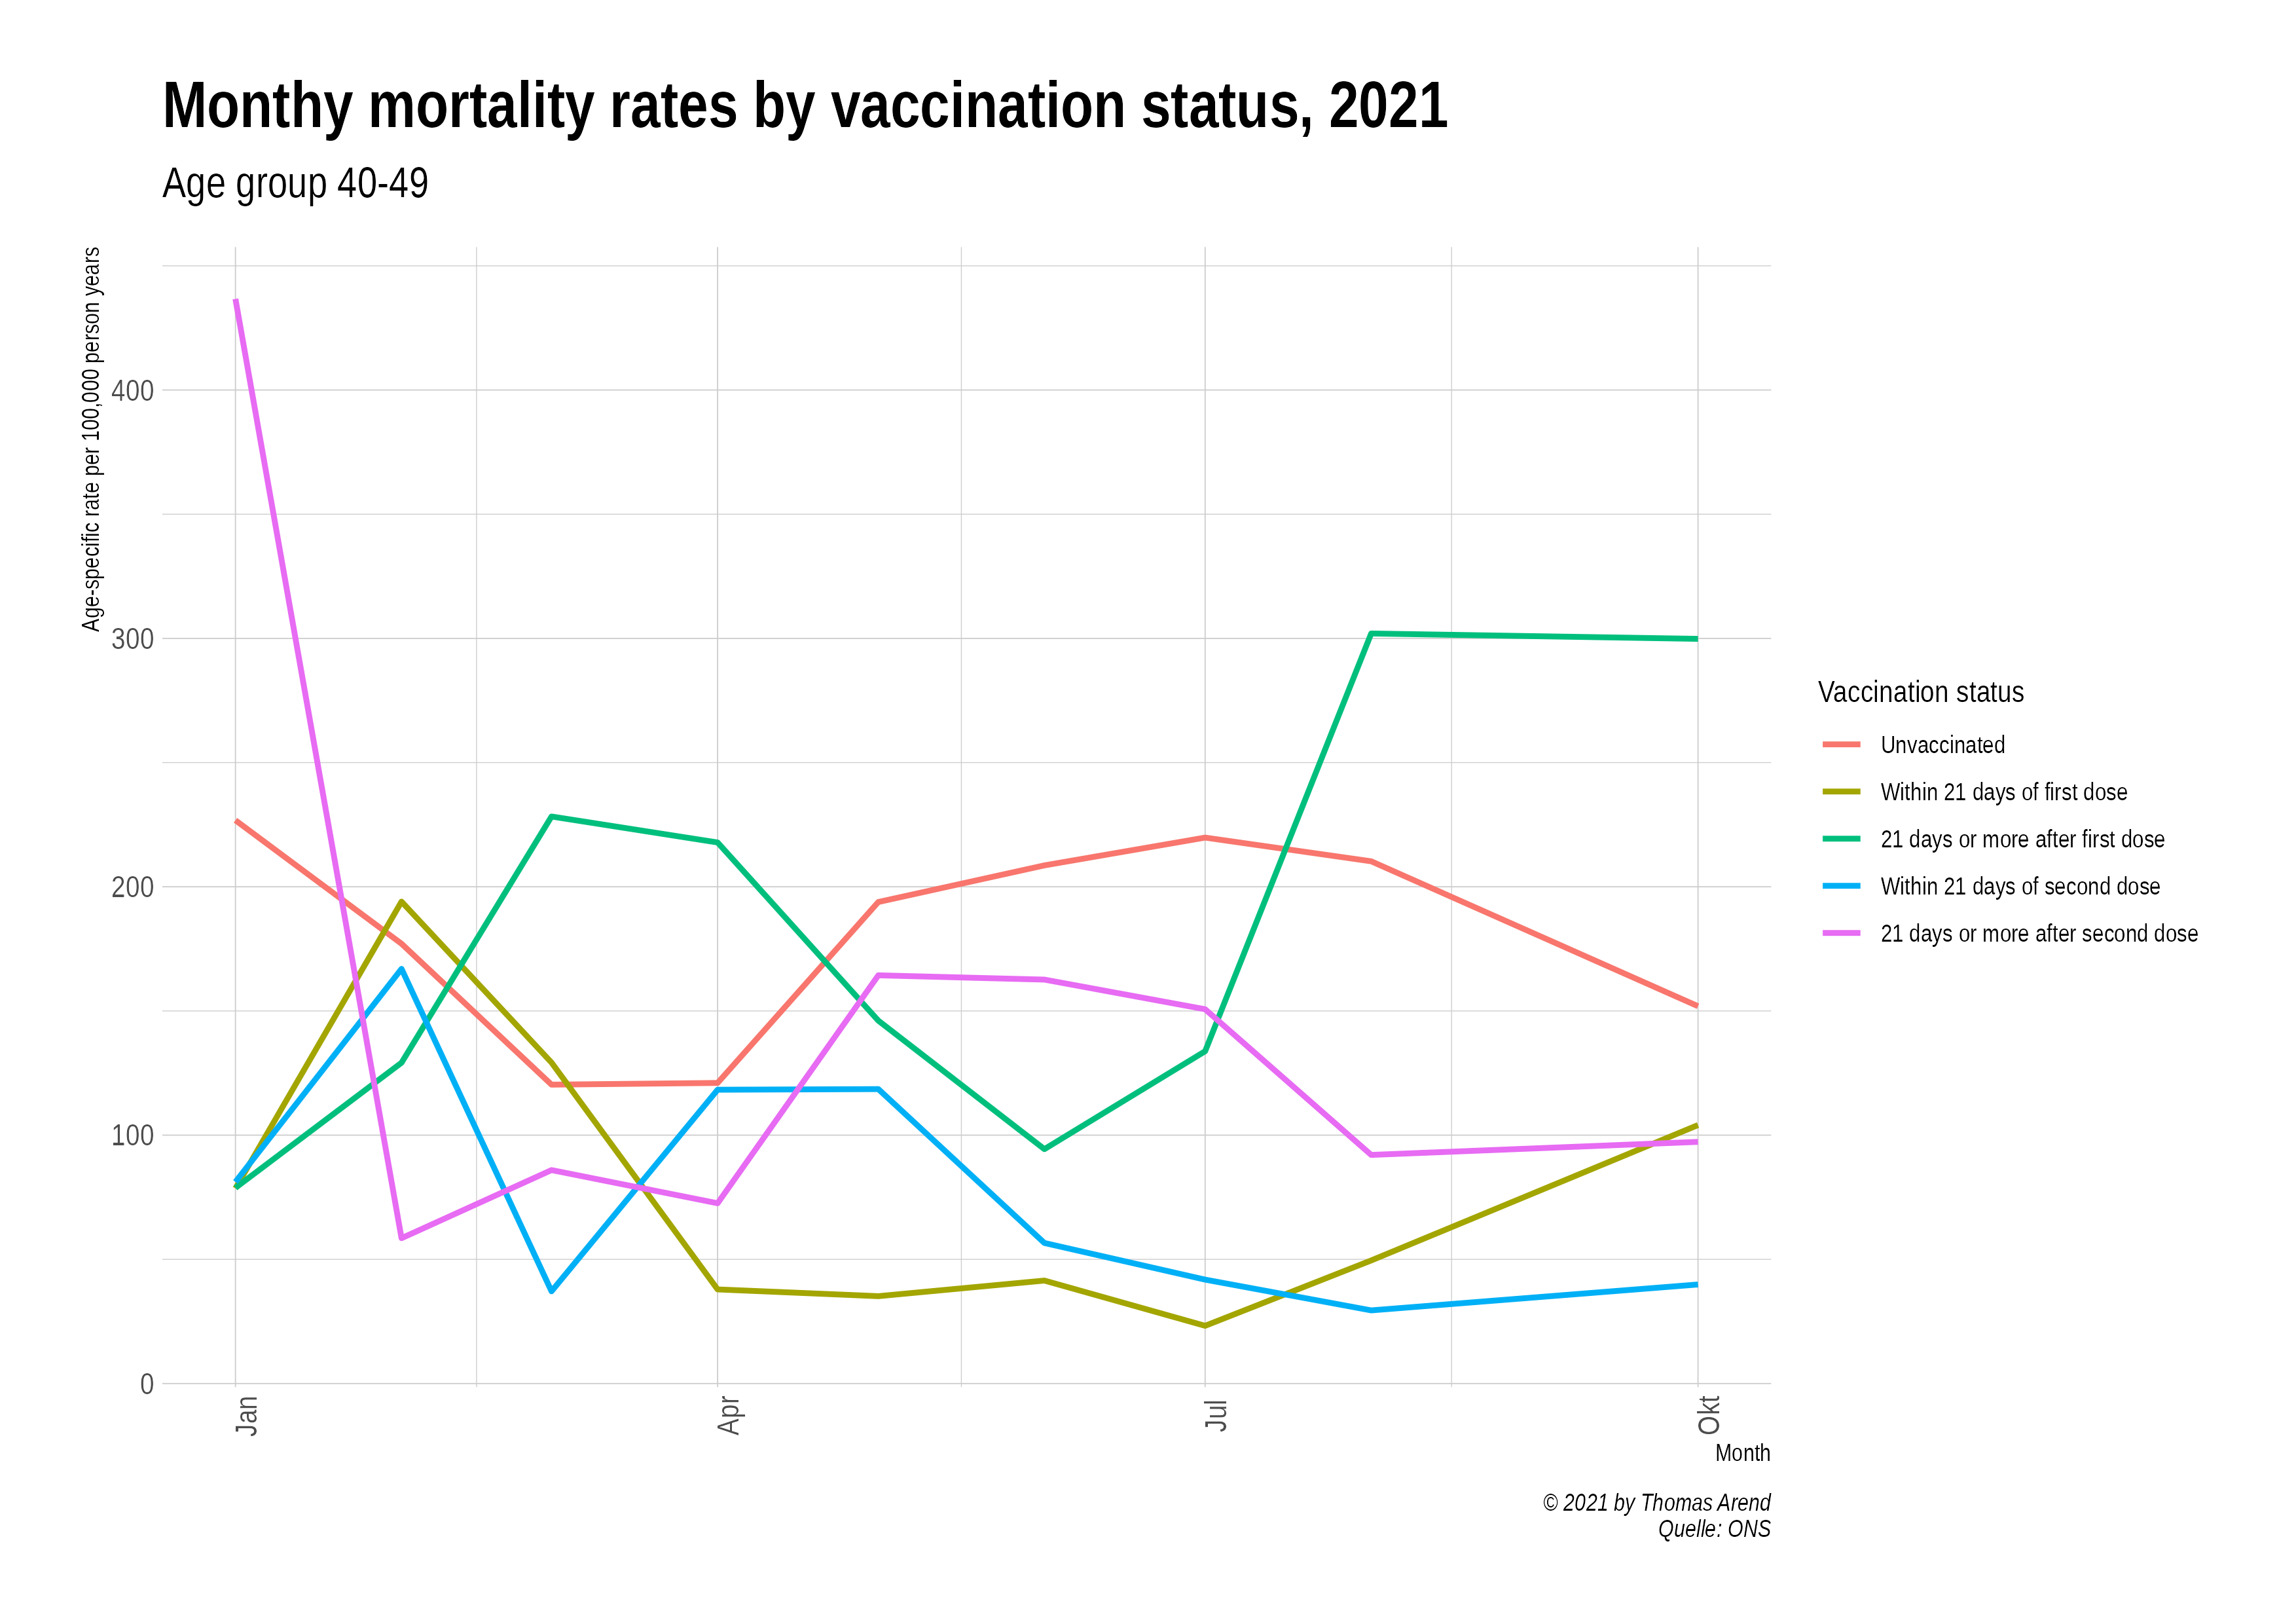 Monthy mortality rates by vaccination status, 2021
Age group 40-49
Age-specific rate per 100,000 person years
400
300
200
100
0
Jan
Apr
Jul
Okt
Month
Vaccination status
Unvaccinated
Within 21 days of first dose
21 days or more after first dose
Within 21 days of second dose
21 days or more after second dose
© 2021 by Thomas Arend
Quelle: ONS